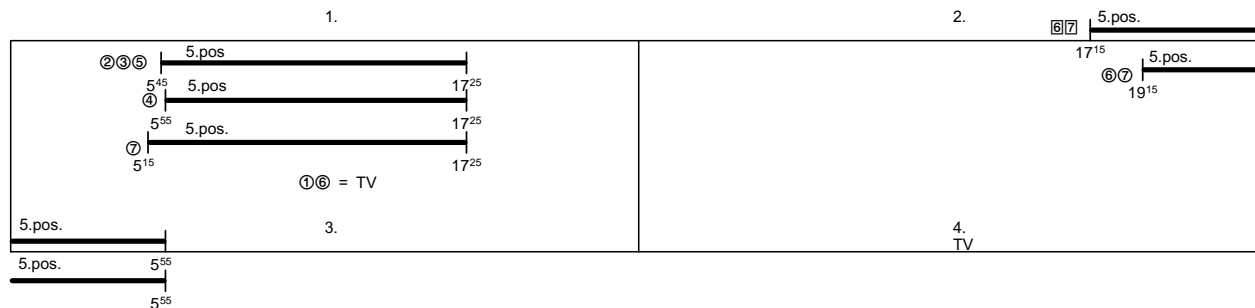 1.
2.
⑥⑦ 5.pos.
17¹⁵
②③⑤ 5.pos
5⁴⁵ 17²⁵
④ 5.pos
5⁵⁵ 17²⁵
⑦ 5.pos.
5¹⁵ 17²⁵
①⑥ = TV
⑥⑦ 5.pos.
19¹⁵
3.
4.
TV
5.pos.
5⁵⁵
5.pos.
5⁵⁵